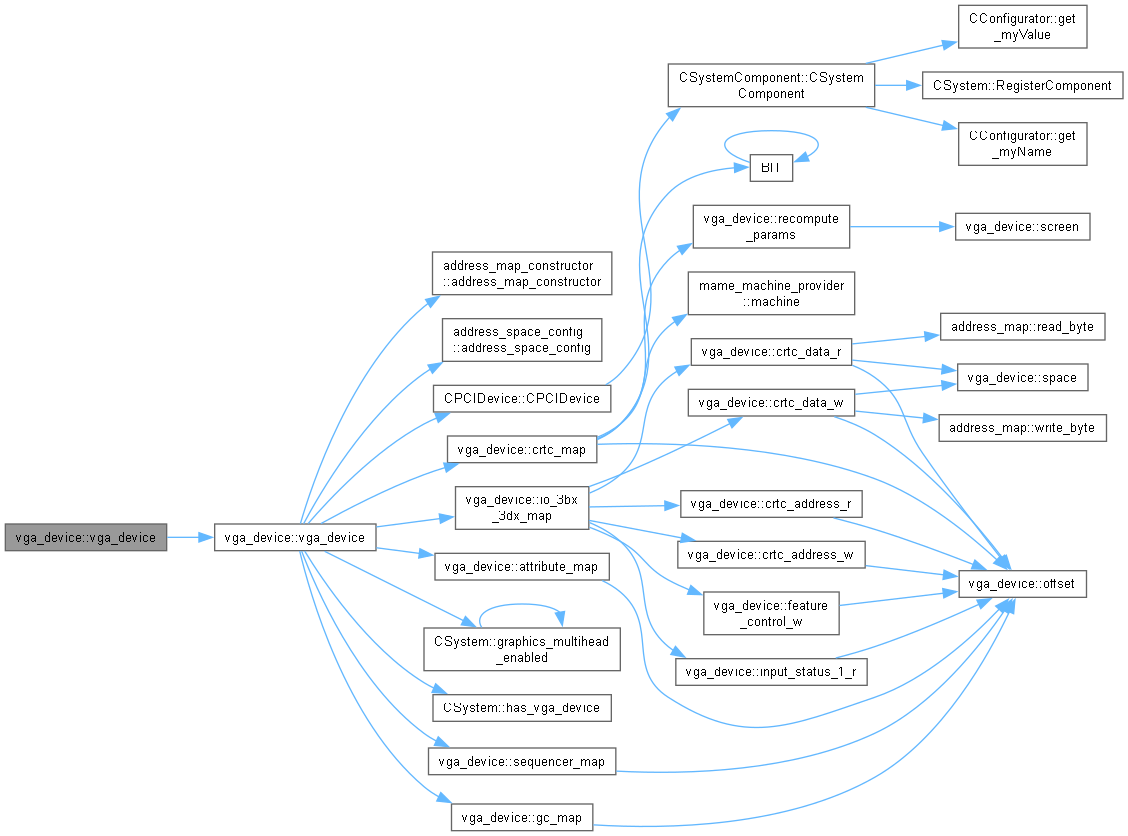 CConfigurator::get
_myValue
CSystemComponent::CSystem
Component
CSystem::RegisterComponent
CConfigurator::get
_myName
BIT
vga_device::recompute
_params
vga_device::screen
address_map_constructor
::address_map_constructor
mame_machine_provider
::machine
address_space_config
::address_space_config
address_map::read_byte
vga_device::crtc_data_r
vga_device::space
CPCIDevice::CPCIDevice
vga_device::crtc_data_w
address_map::write_byte
vga_device::crtc_map
vga_device::io_3bx
_3dx_map
vga_device::crtc_address_r
vga_device::vga_device
vga_device::vga_device
vga_device::crtc_address_w
vga_device::attribute_map
vga_device::offset
vga_device::feature
_control_w
CSystem::graphics_multihead
_enabled
vga_device::input_status_1_r
CSystem::has_vga_device
vga_device::sequencer_map
vga_device::gc_map